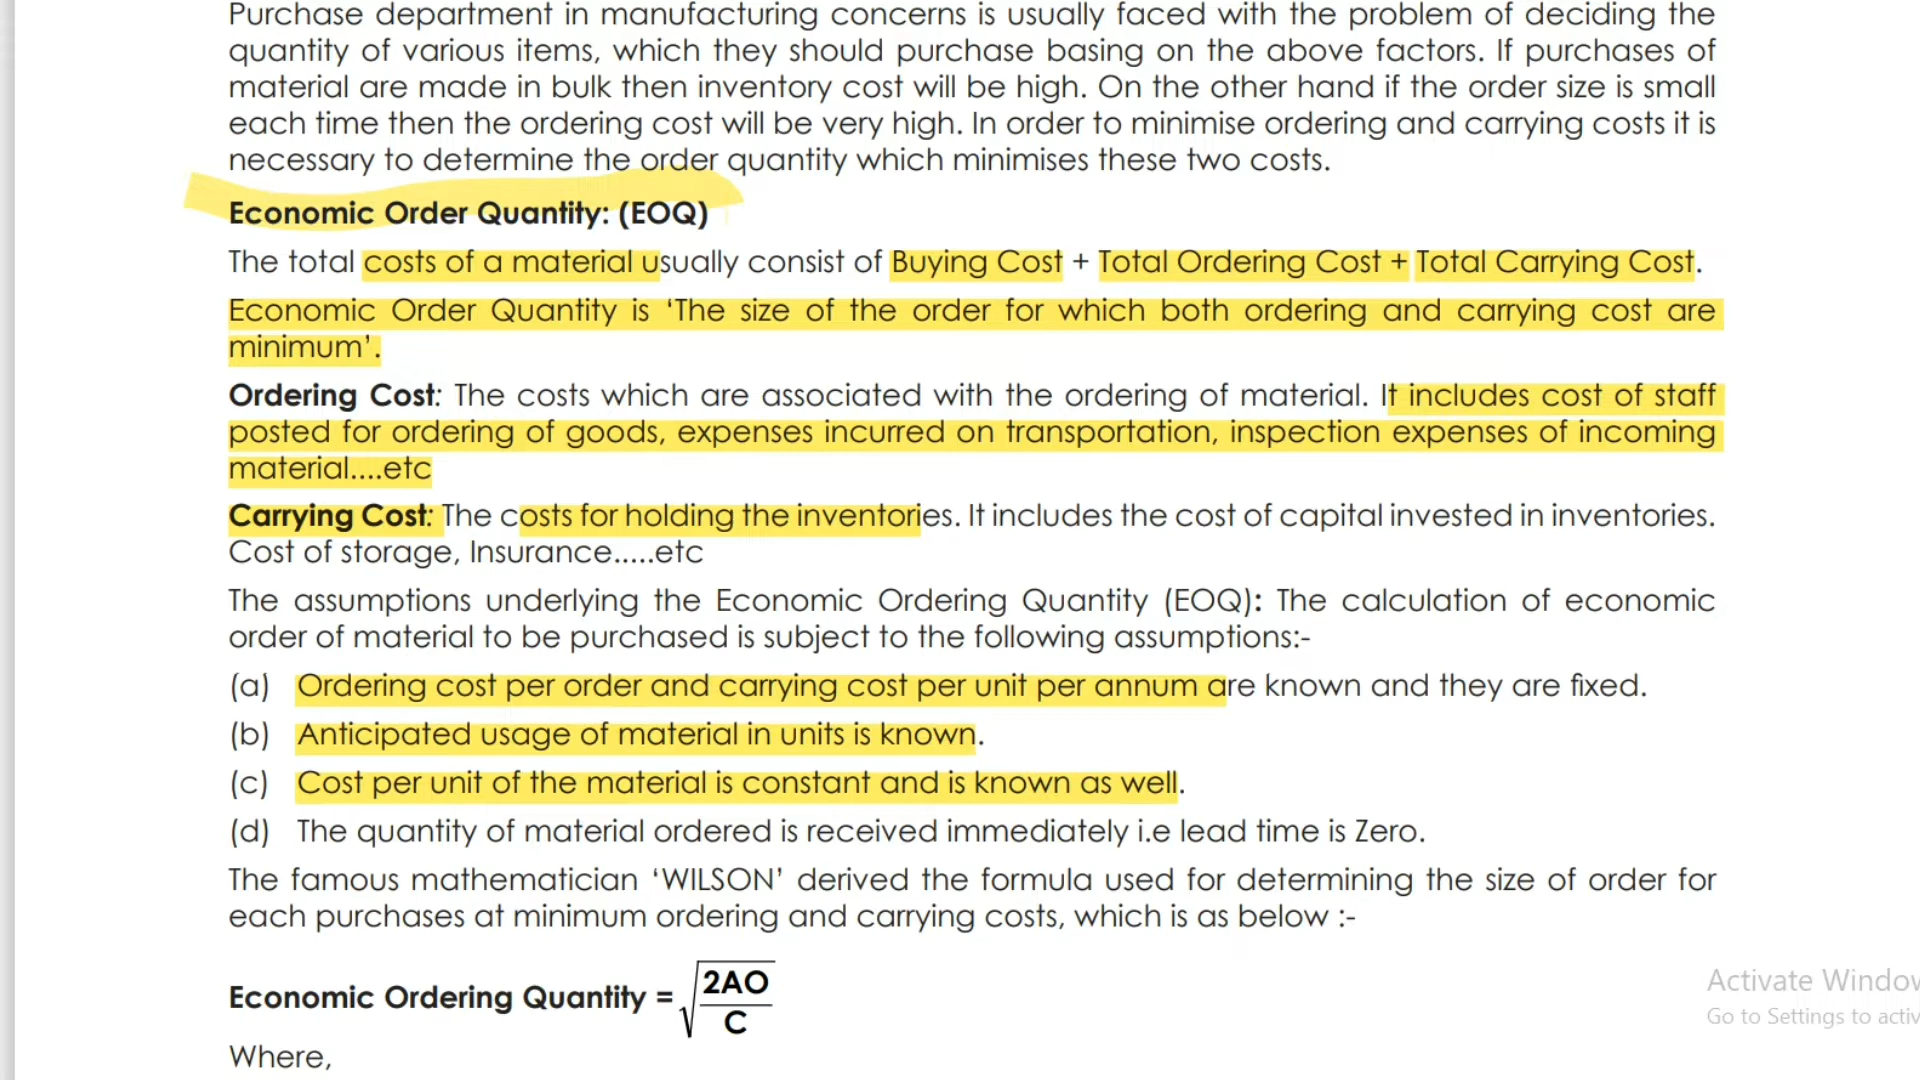 Purchase department in manufacturing concerns is usually faced with the problem of deciding the
quantity of various items, which they should purchase basing on the above factors. If purchases of
material are made in bulk then inventory cost will be high. On the other hand if the order size is small
each time then the ordering cost will be very high. In order to minimise ordering and carrying costs it is
necessary to determine the order quantity which minimises these two costs.
Economic Order Quantity: (EOQ)
The total costs of a material usually consist of Buying Cost + Total Ordering Cost + Total Carrying Cost.
Economic Order Quantity is ‘The size of the order for which both ordering and carrying cost are
minimum’.
Ordering Cost: The costs which are associated with the ordering of material. It includes cost of staff
posted for ordering of goods, expenses incurred on transportation, inspection expenses of incoming
material....etc
Carrying Cost: The costs for holding the inventories. It includes the cost of capital invested in inventories.
Cost of storage, Insurance.....etc
The assumptions underlying the Economic Ordering Quantity (EOQ): The calculation of economic
order of material to be purchased is subject to the following assumptions:-
(a) Ordering cost per order and carrying cost per unit per annum are known and they are fixed.
(b) Anticipated usage of material in units is known.
(c) Cost per unit of the material is constant and is known as well.
(d) The quantity of material ordered is received immediately i.e lead time is Zero.
The famous mathematician ‘WILSON’ derived the formula used for determining the size of order for
each purchases at minimum ordering and carrying costs, which is as below :-
Economic Ordering Quantity = √(2AO/C)
Where,
Activate Window
Go to Settings to activ